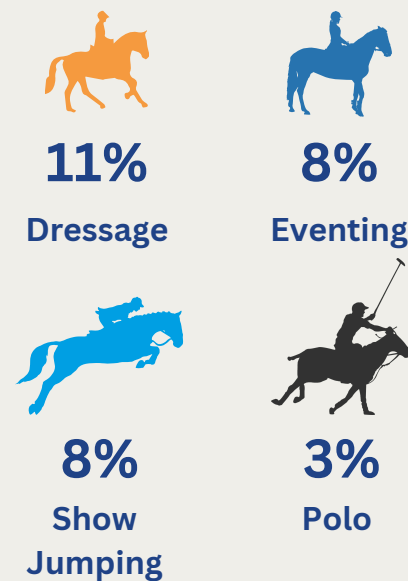 11%
Dressage
8%
Eventing
8%
Show
Jumping
3%
Polo